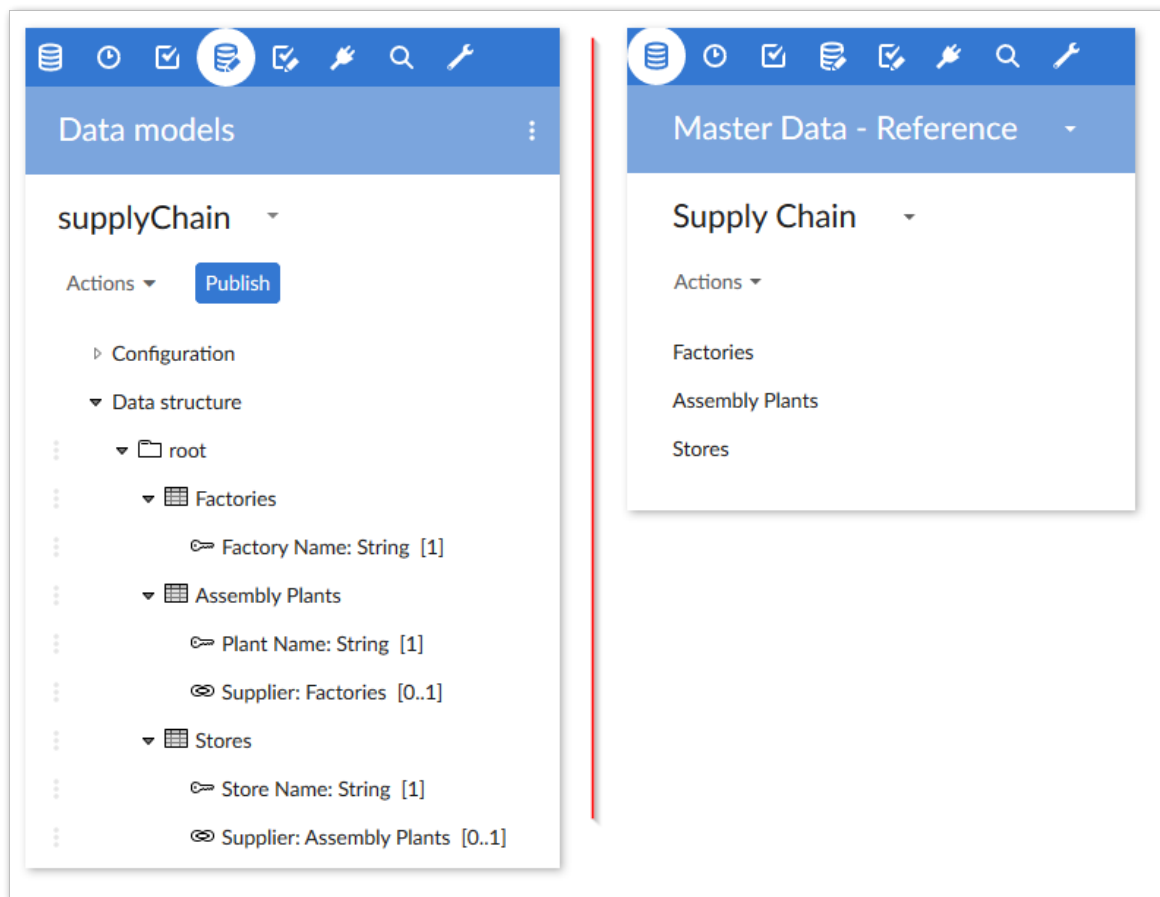 Data models
supplyChain
Actions
Publish
Configuration
Data structure
root
Factories
Factory Name: String [1]
Assembly Plants
Plant Name: String [1]
Supplier: Factories [0..1]
Stores
Store Name: String [1]
Supplier: Assembly Plants [0..1]
Master Data - Reference
Supply Chain
Actions
Factories
Assembly Plants
Stores